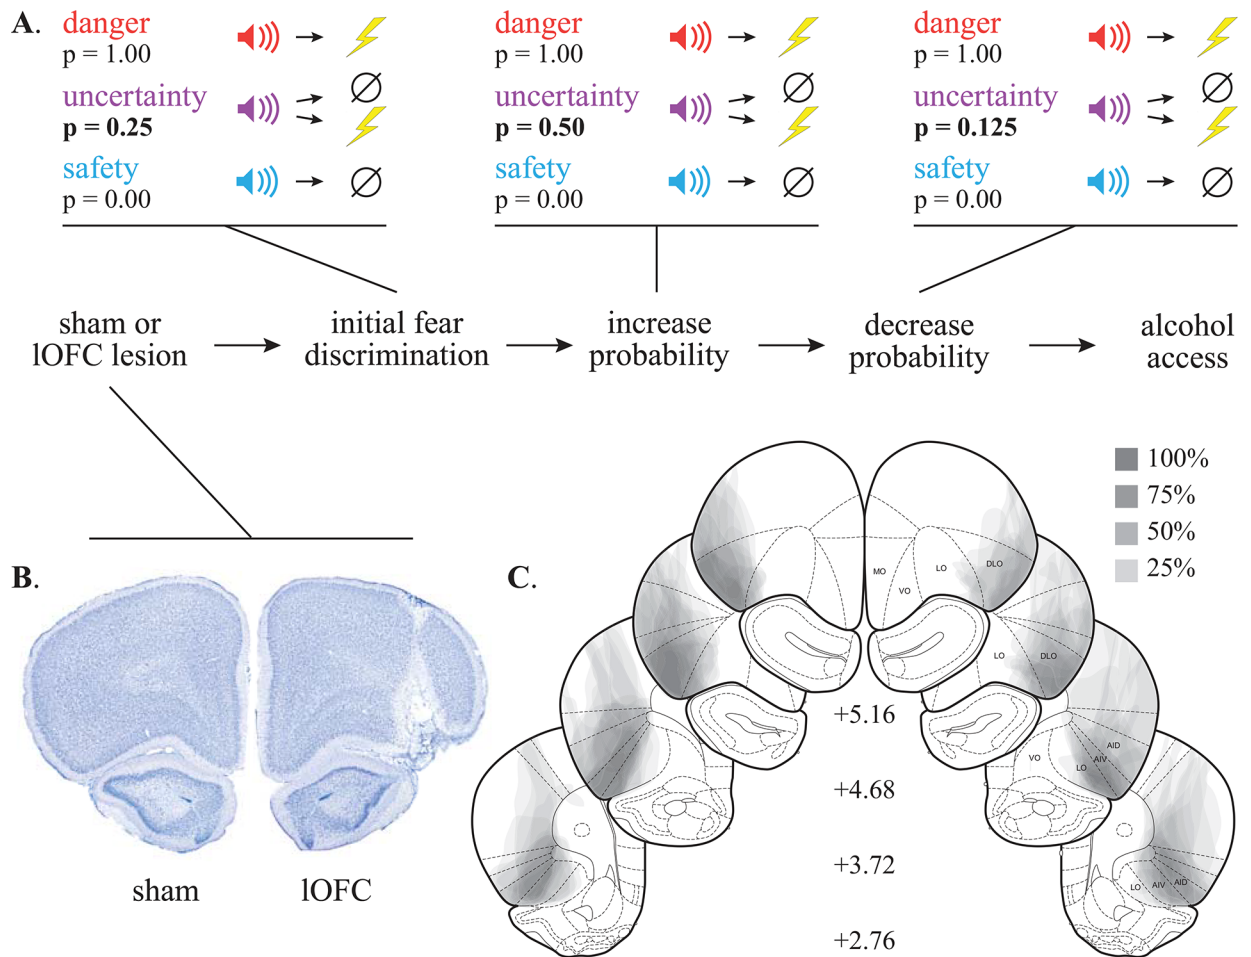 A.
danger
p = 1.00
uncertainty
p = 0.25
safety
p = 0.00
danger
p = 1.00
uncertainty
p = 0.50
safety
p = 0.00
danger
p = 1.00
uncertainty
p = 0.125
safety
p = 0.00
sham or
lOFC lesion
initial fear
discrimination
increase
probability
decrease
probability
alcohol
access
B.
sham
lOFC
C.
100%
75%
50%
25%
MO
VO
LO
DLO
LO
DLO
VO
LO
AIV
AID
LO
AIV
AID
+5.16
+4.68
+3.72
+2.76